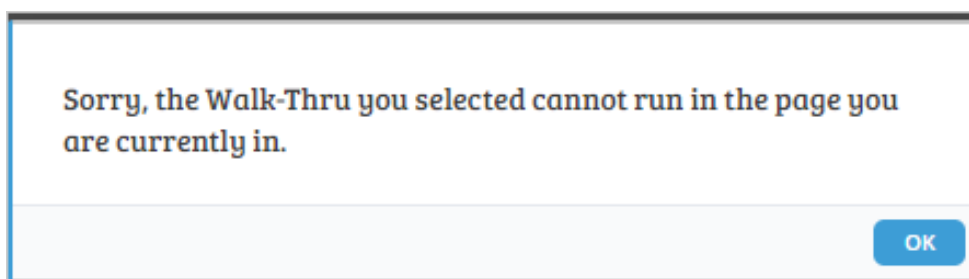 Sorry, the Walk-Thru you selected cannot run in the page you
are currently in.
OK